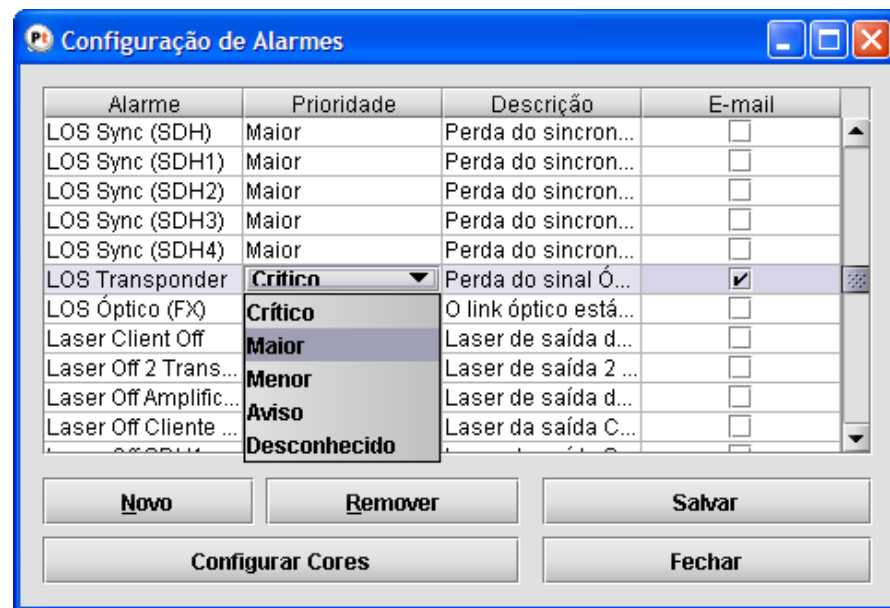 Pt Configuração de Alarmes
Alarme Prioridade Descrição E-mail
LOS Sync (SDH) Maior Perda do sincron...
LOS Sync (SDH1) Maior Perda do sincron...
LOS Sync (SDH2) Maior Perda do sincron...
LOS Sync (SDH3) Maior Perda do sincron...
LOS Sync (SDH4) Maior Perda do sincron...
LOS Transponder Crítico Perda do sinal Ó...
LOS Óptico (FX) Crítico O link óptico está...
Laser Client Off Maior Laser de saída d...
Laser Off 2 Trans... Menor Laser de saída 2 ...
Laser Off Amplific... Aviso Laser de saída d...
Laser Off Cliente ... Desconhecido Laser da saída C...
Novo Remover Salvar
Configurar Cores Fechar